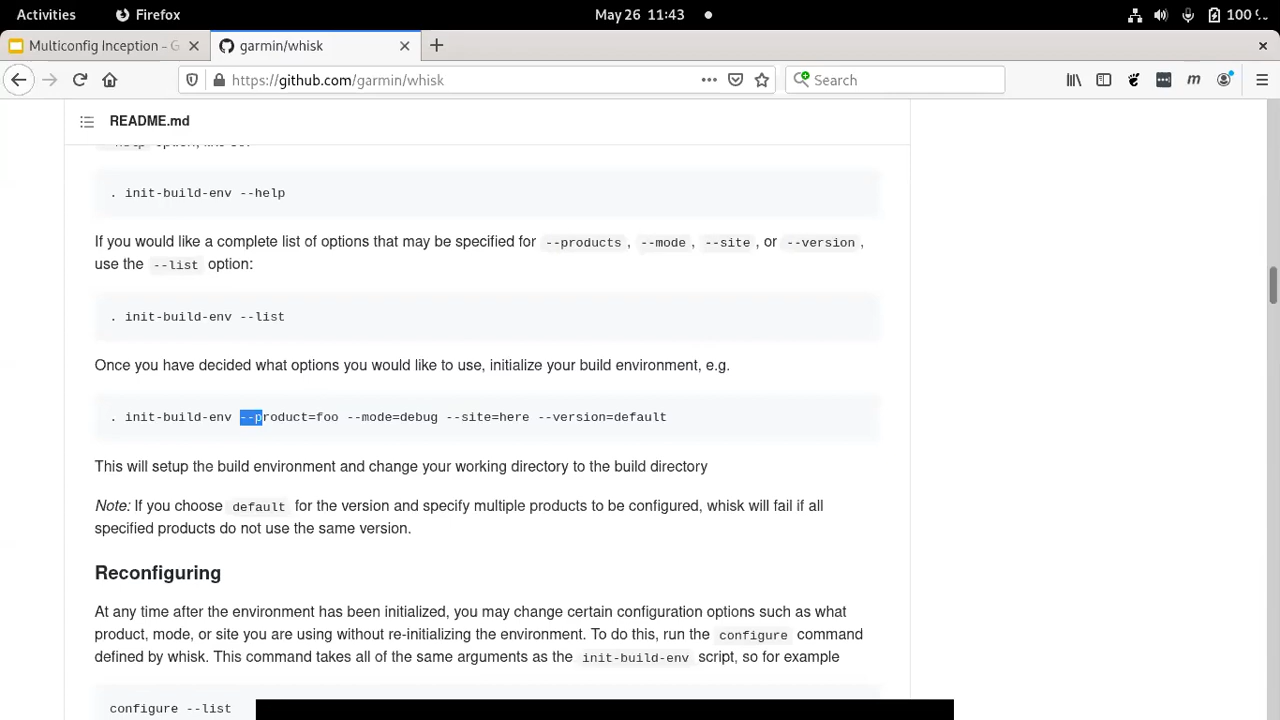 Activities
Firefox
May 26 11:43
100 %
Multiconfig Inception - G
garmin/whisk
https://github.com/garmin/whisk
Search
README.md
. init-build-env --help
If you would like a complete list of options that may be specified for --products , --mode , --site , or --version ,
use the --list option:
. init-build-env --list
Once you have decided what options you would like to use, initialize your build environment, e.g.
. init-build-env --product=foo --mode=debug --site=here --version=default
This will setup the build environment and change your working directory to the build directory
Note: If you choose default for the version and specify multiple products to be configured, whisk will fail if all
specified products do not use the same version.
Reconfiguring
At any time after the environment has been initialized, you may change certain configuration options such as what
product, mode, or site you are using without re-initializing the environment. To do this, run the configure command
defined by whisk. This command takes all of the same arguments as the init-build-env script, so for example
configure --list